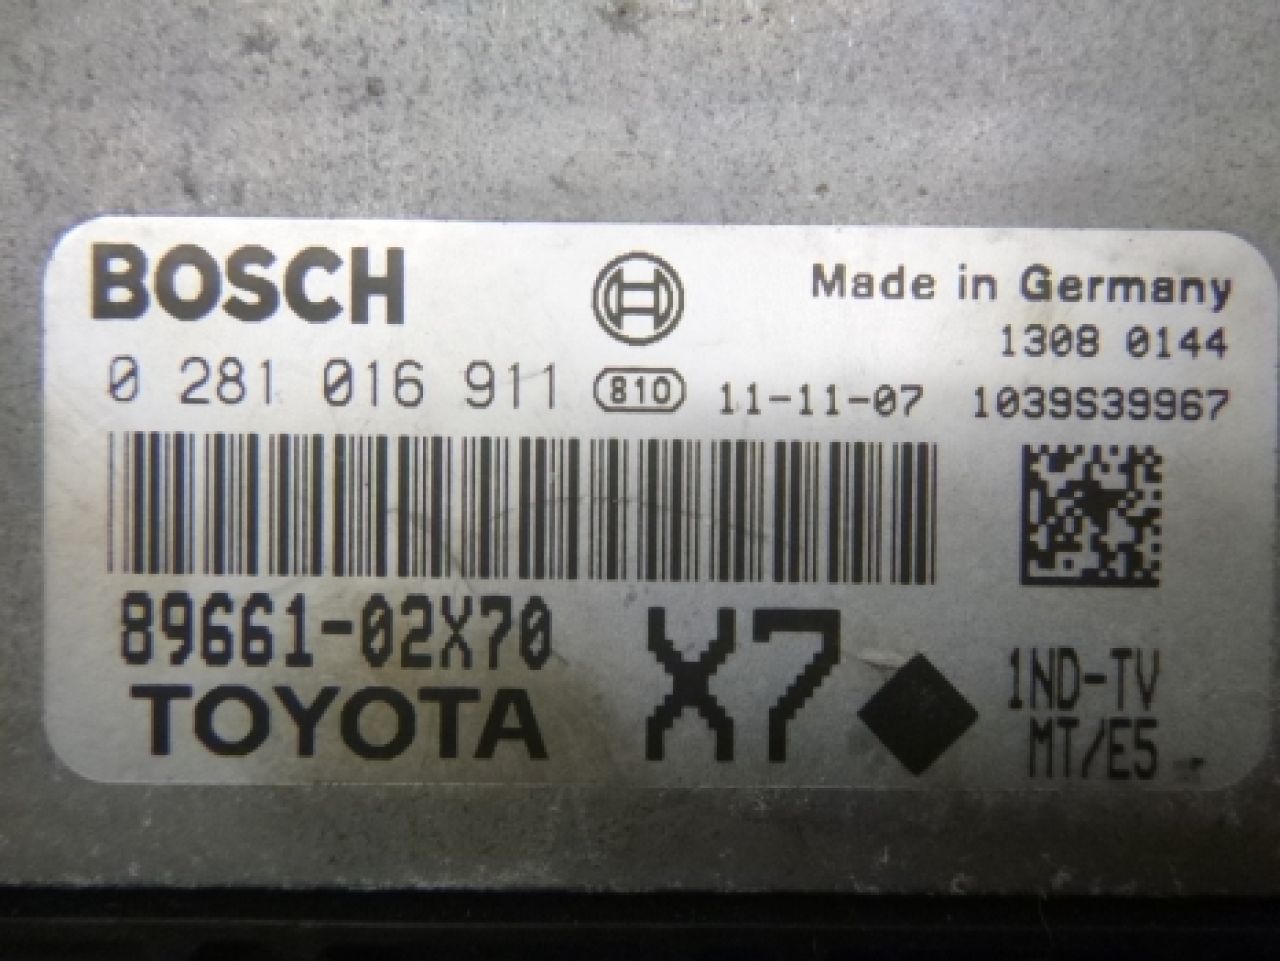 BOSCH
Made in Germany
1308 0144
0 281 016 911 810 11-11-07 1039S39967
89661-02X70
TOYOTA
X7
1ND-TV
MT/E5